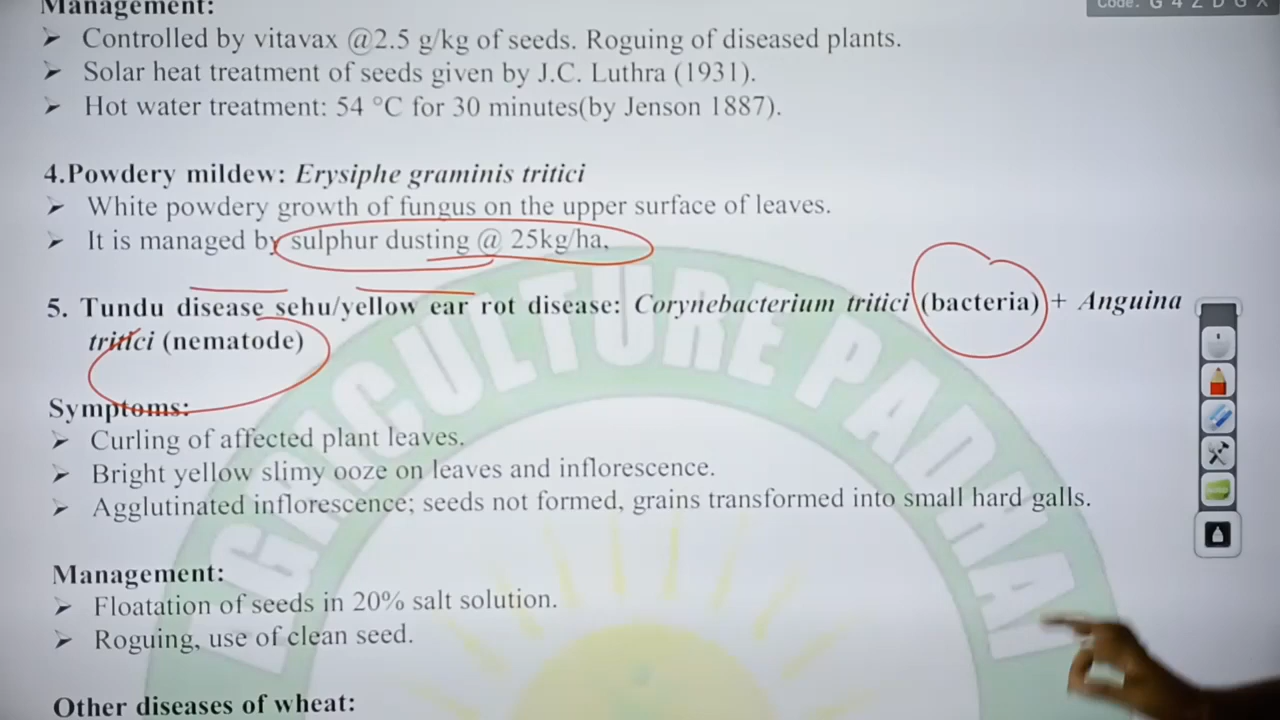 Management:
Code: G 4 Z D G X
➤ Controlled by vitavax @2.5 g/kg of seeds. Roguing of diseased plants.
➤ Solar heat treatment of seeds given by J.C. Luthra (1931).
➤ Hot water treatment: 54 °C for 30 minutes(by Jenson 1887).
4.Powdery mildew: Erysiphe graminis tritici
➤ White powdery growth of fungus on the upper surface of leaves.
➤ It is managed by sulphur dusting @ 25kg/ha.
5. Tundu disease sehu/yellow ear rot disease: Corynebacterium tritici (bacteria) + Anguina
tritici (nematode)
Symptoms:
➤ Curling of affected plant leaves.
➤ Bright yellow slimy ooze on leaves and inflorescence.
➤ Agglutinated inflorescence; seeds not formed, grains transformed into small hard galls.
Management:
➤ Floatation of seeds in 20% salt solution.
➤ Roguing, use of clean seed.
Other diseases of wheat:
AGRICULTURE PADHAI